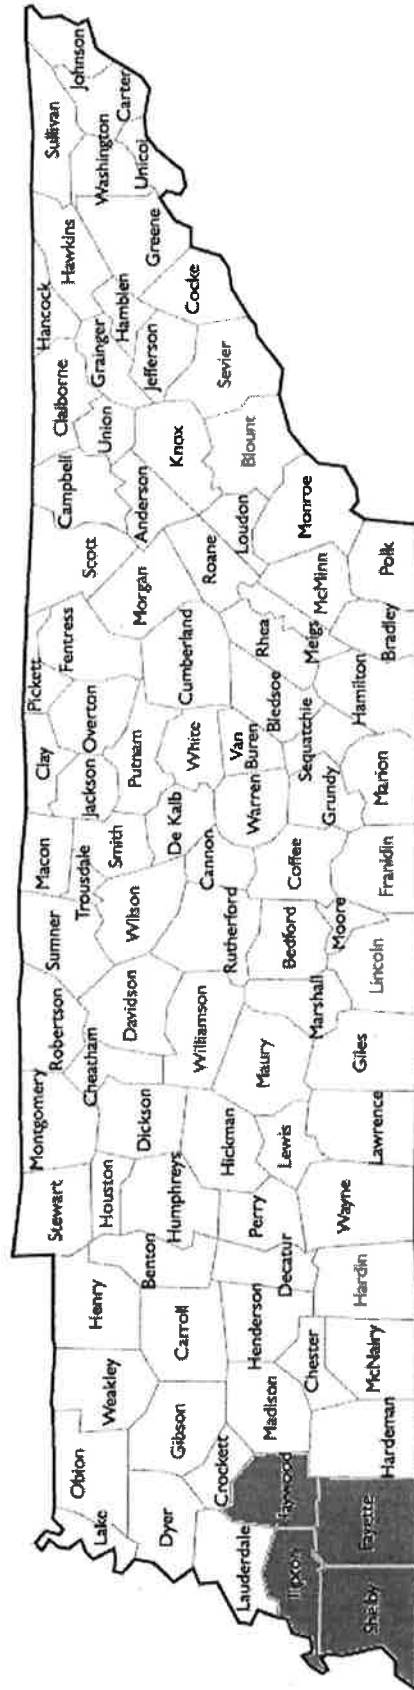 Lake
Obion
Weakley
Henry
Stewart
Montgomery
Robertson
Sumner
Macon
Clay
Pickett
Fentress
Scott
Campbell
Claiborne
Hancock
Hawkins
Sullivan
Johnson
Dyer
Gibson
Carroll
Benton
Houston
Humphreys
Dickson
Cheatham
Davidson
Wilson
Trousdale
Smith
Jackson
Overton
Putnam
Morgan
Anderson
Union
Grainger
Hamblen
Greene
Washington
Unicoi
Carter
Lauderdale
Crockett
Haywood
Madison
Henderson
Decatur
Perry
Hickman
Lewis
Maury
Williamson
Rutherford
Cannon
De Kalb
White
Cumberland
Roane
Loudon
Knox
Blount
Sevier
Jefferson
Cocke
Shelby
Fayette
Hardeman
Chester
McNairy
Hardin
Wayne
Lawrence
Giles
Marshall
Bedford
Lincoln
Moore
Coffee
Franklin
Warren
Van
Buren
Grundy
Marion
Sequatchie
Bledsoe
Hamilton
Rhea
Meigs
Bradley
McMinn
Polk
Monroe